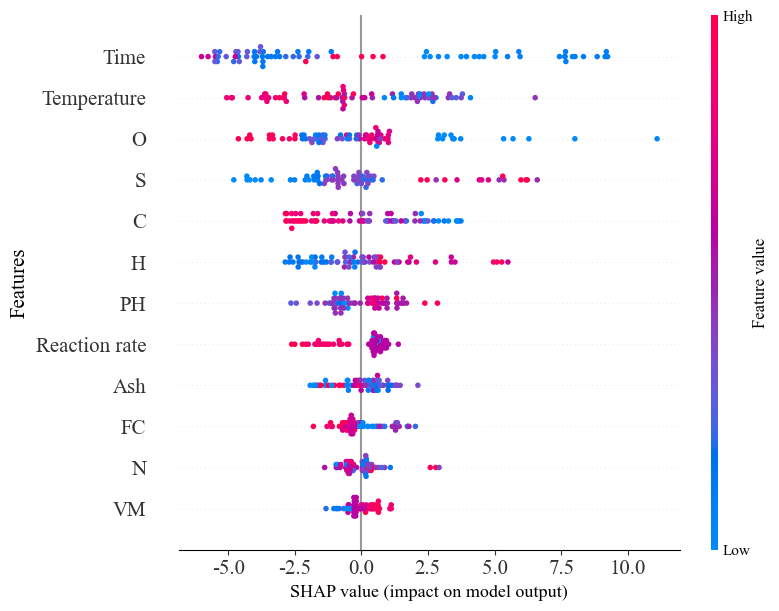 High
Time
Temperature
O
S
C
H
PH
Reaction rate
Ash
FC
N
VM
Features
Feature value
Low
-5.0 -2.5 0.0 2.5 5.0 7.5 10.0
SHAP value (impact on model output)